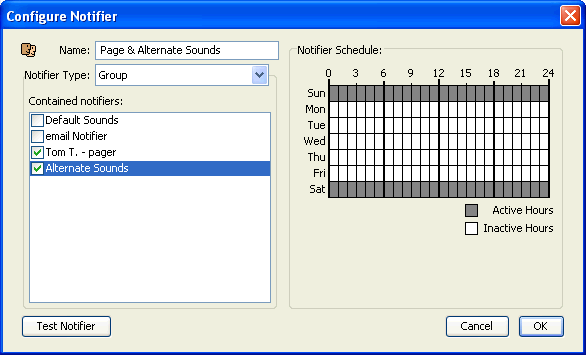 Configure Notifier
Name: Page & Alternate Sounds
Notifier Type: Group
Contained notifiers:
Default Sounds
email Notifier
Tom T. - pager
Alternate Sounds
Notifier Schedule:
0 3 6 9 12 15 18 21 24
Sun
Mon
Tue
Wed
Thu
Fri
Sat
Active Hours
Inactive Hours
Test Notifier
Cancel
OK